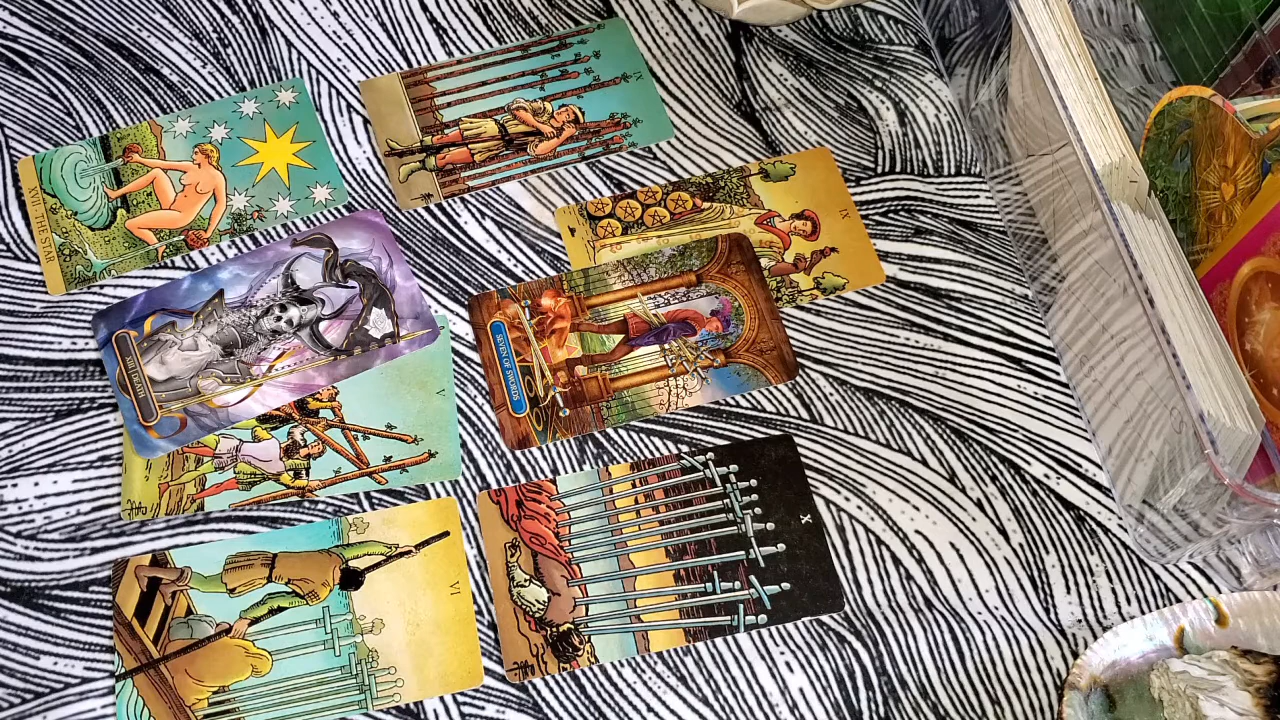 IX
XVII THE STAR
IX
XIII DEATH
SEVEN OF SWORDS
V
X
VI